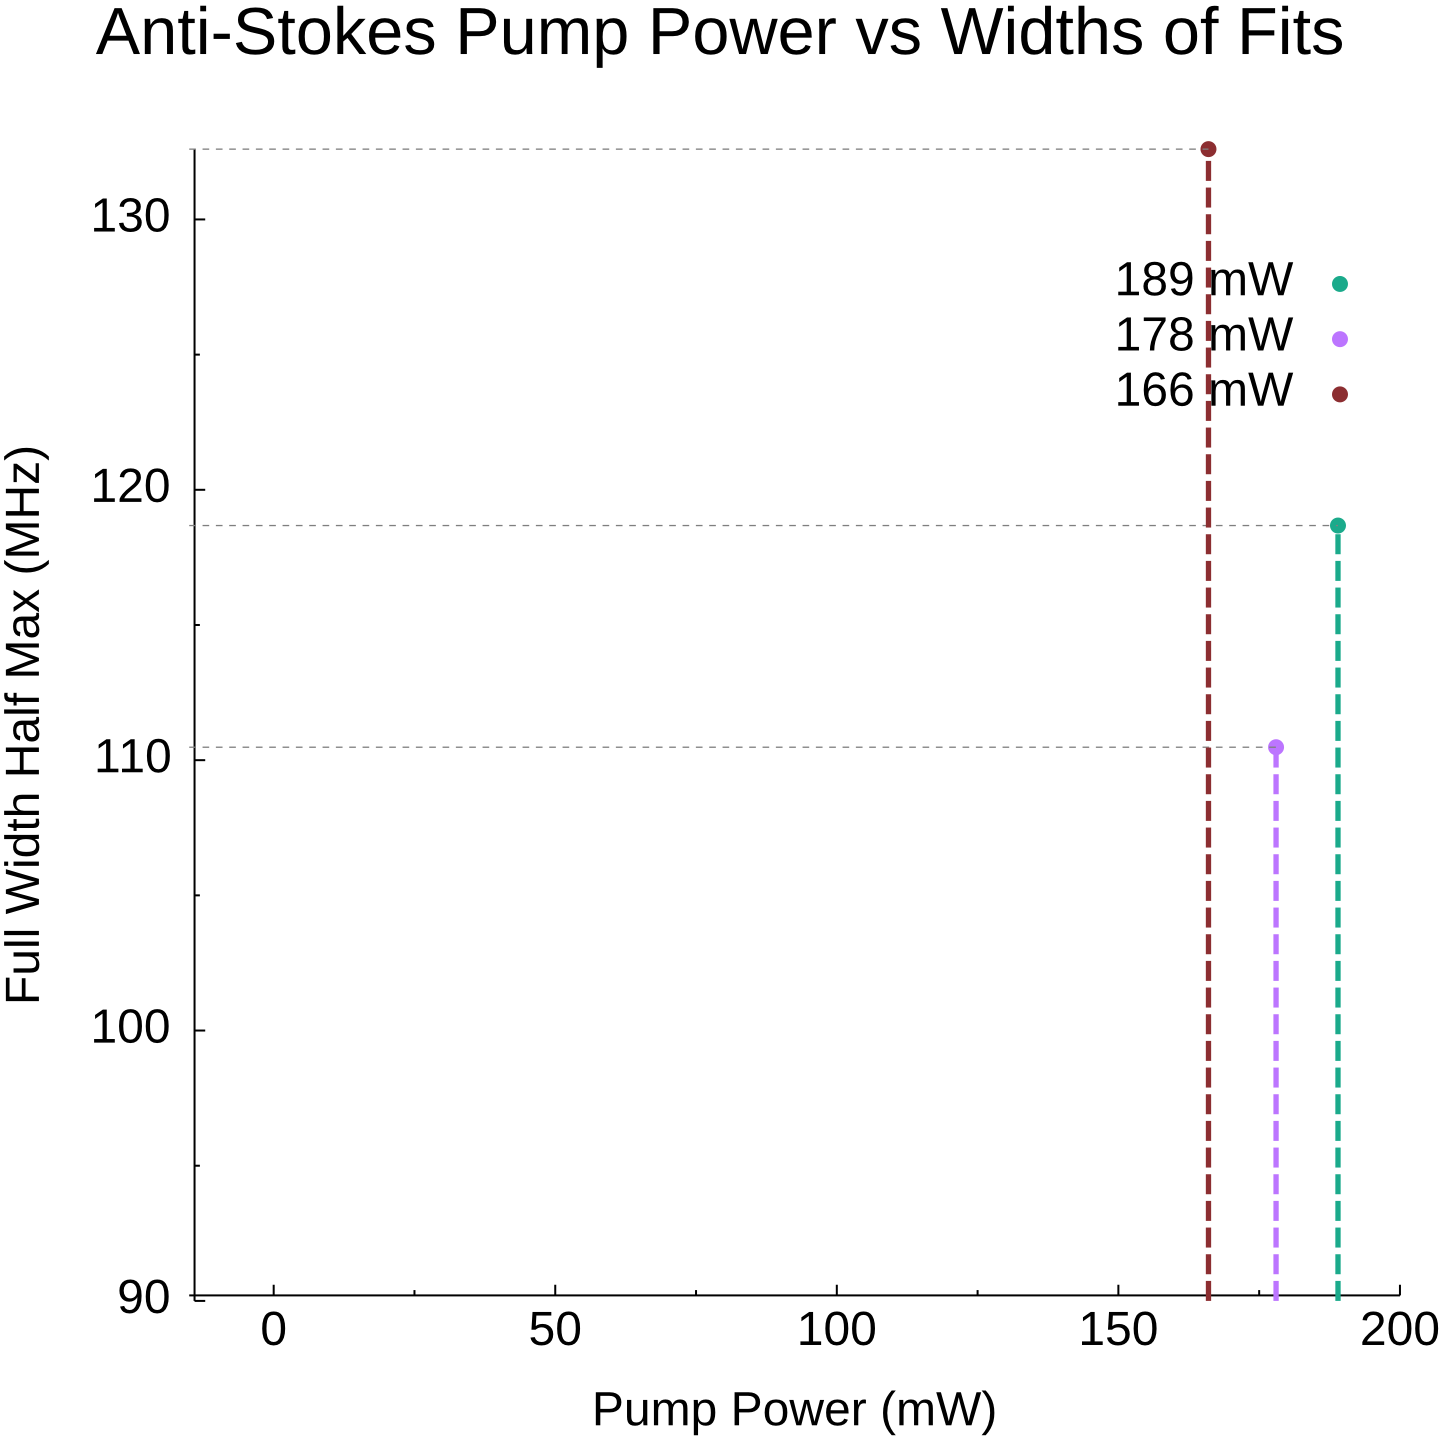 Anti-Stokes Pump Power vs Widths of Fits
Full Width Half Max (MHz)
130
120
110
100
90
189 mW
178 mW
166 mW
0 50 100 150 200
Pump Power (mW)